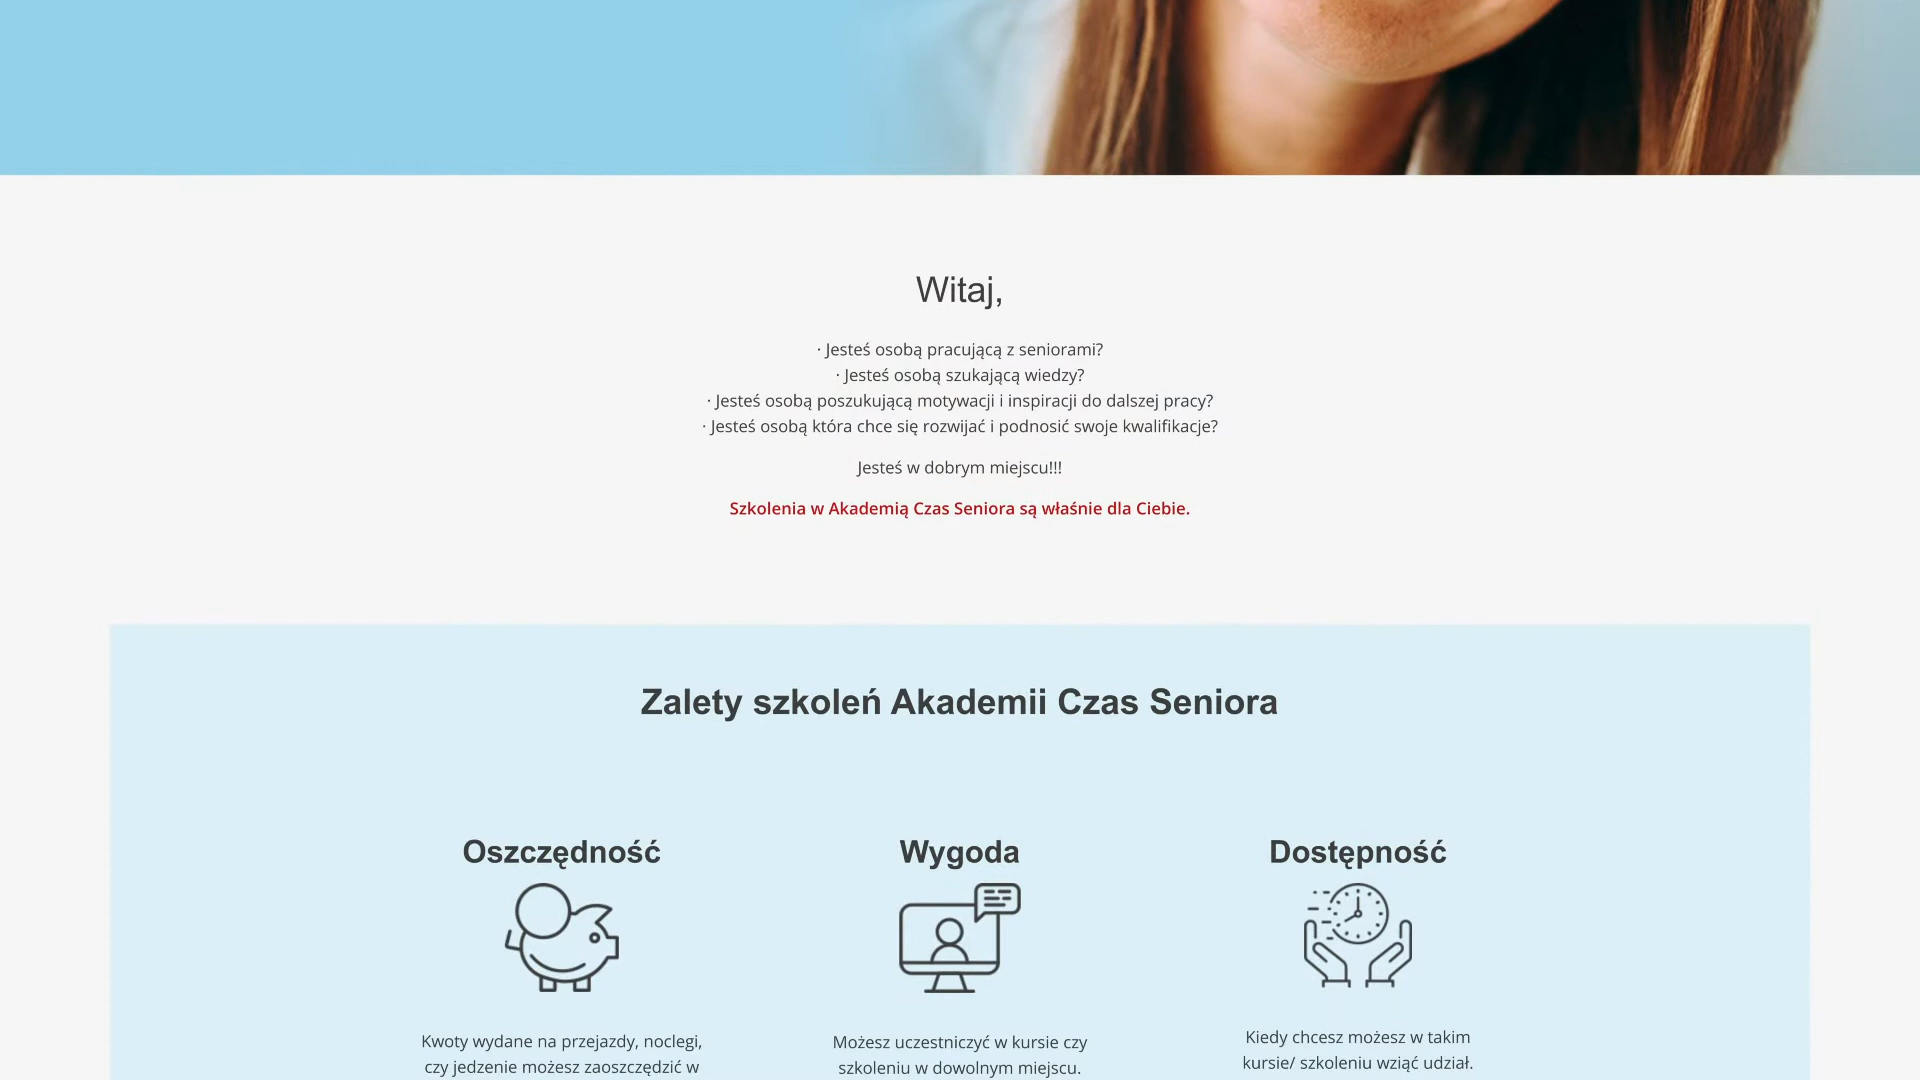 Witaj,
· Jesteś osobą pracującą z seniorami?
· Jesteś osobą szukającą wiedzy?
· Jesteś osobą poszukującą motywacji i inspiracji do dalszej pracy?
· Jesteś osobą która chce się rozwijać i podnosić swoje kwalifikacje?
Jesteś w dobrym miejscu!!!
Szkolenia w Akademią Czas Seniora są właśnie dla Ciebie.
Zalety szkoleń Akademii Czas Seniora
Oszczędność
Kwoty wydane na przejazdy, noclegi,
czy jedzenie możesz zaoszczędzić w
Wygoda
Możesz uczestniczyć w kursie czy
szkoleniu w dowolnym miejscu.
Dostępność
Kiedy chcesz możesz w takim
kursie/ szkoleniu wziąć udział.